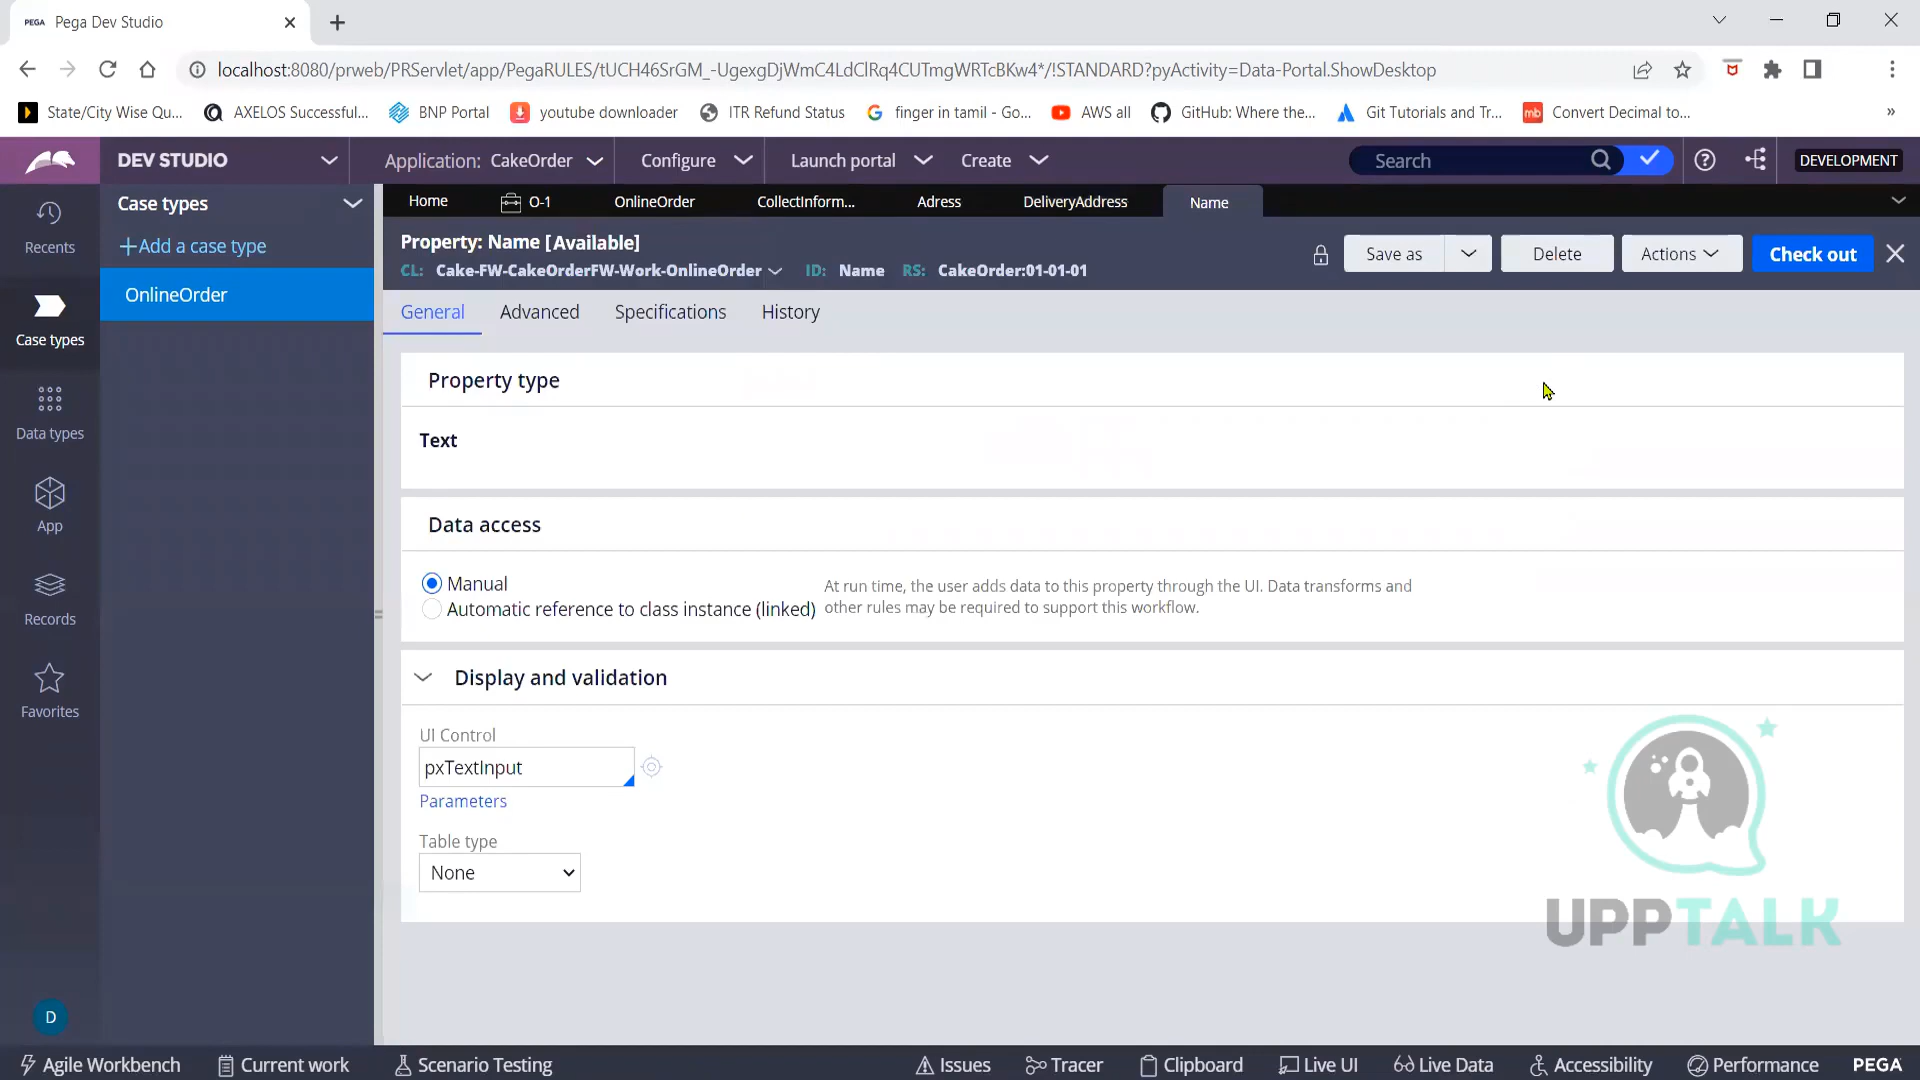 PEGA Pega Dev Studio
localhost:8080/prweb/PRServlet/app/PegaRULES/tUCH46SrGM_-UgexgDjWmC4LdClRq4CUTmgWRTcBKw4*/!STANDARD?pyActivity=Data-Portal.ShowDesktop
State/City Wise Qu... AXELOS Successful... BNP Portal youtube downloader ITR Refund Status finger in tamil - Go... AWS all GitHub: Where the... Git Tutorials and Tr... mb Convert Decimal to... »
DEV STUDIO Application: CakeOrder Configure Launch portal Create Search DEVELOPMENT
Case types Home O-1 OnlineOrder CollectInform... Adress DeliveryAddress Name
Recents
+Add a case type
OnlineOrder
Case types
Data types
App
Records
Favorites
D
Property: Name [Available]
CL: Cake-FW-CakeOrderFW-Work-OnlineOrder ID: Name RS: CakeOrder:01-01-01
Save as Delete Actions Check out
General Advanced Specifications History
Property type
Text
Data access
Manual
Automatic reference to class instance (linked)
At run time, the user adds data to this property through the UI. Data transforms and
other rules may be required to support this workflow.
Display and validation
UI Control
pxTextInput
Parameters
Table type
None
UPPTALK
Agile Workbench Current work Scenario Testing Issues Tracer Clipboard Live UI Live Data Accessibility Performance PEGA